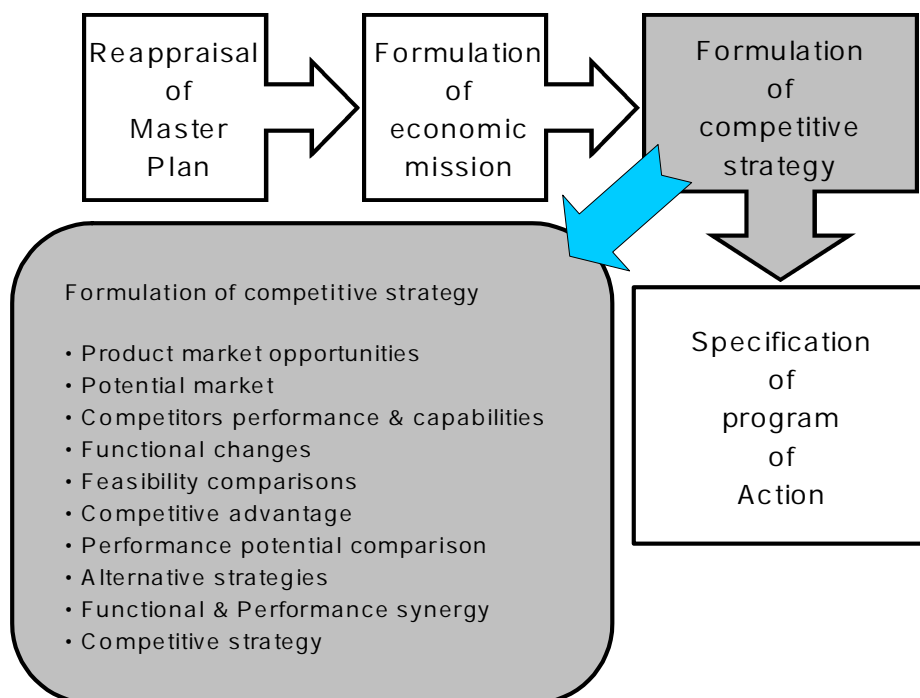 Reappraisal
of
Master
Plan
Formulation
of
economic
mission
Formulation
of
competitive
strategy
Formulation of competitive strategy
• Product market opportunities
• Potential market
• Competitors performance & capabilities
• Functional changes
• Feasibility comparisons
• Competitive advantage
• Performance potential comparison
• Alternative strategies
• Functional & Performance synergy
• Competitive strategy
Specification
of
program
of
Action